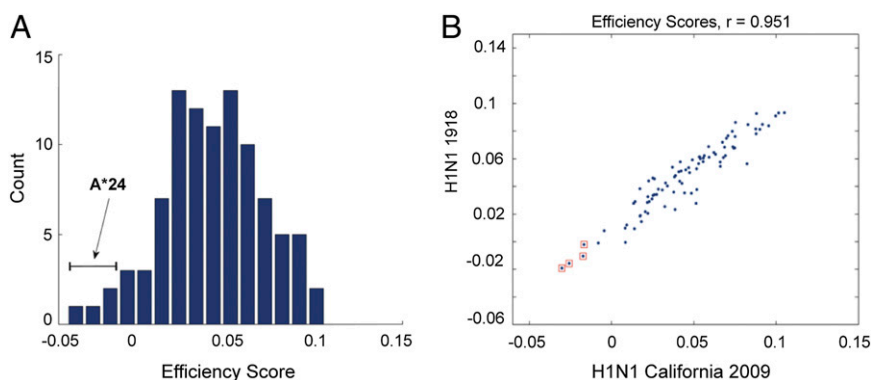 A
15
10
5
0
Count
A*24
-0.05
0
0.05
0.1
0.15
Efficiency Score
B
Efficiency Scores, r = 0.951
0.14
0.1
0.06
0.02
-0.02
-0.06
H1N1 1918
-0.05
0
0.05
0.1
0.15
H1N1 California 2009